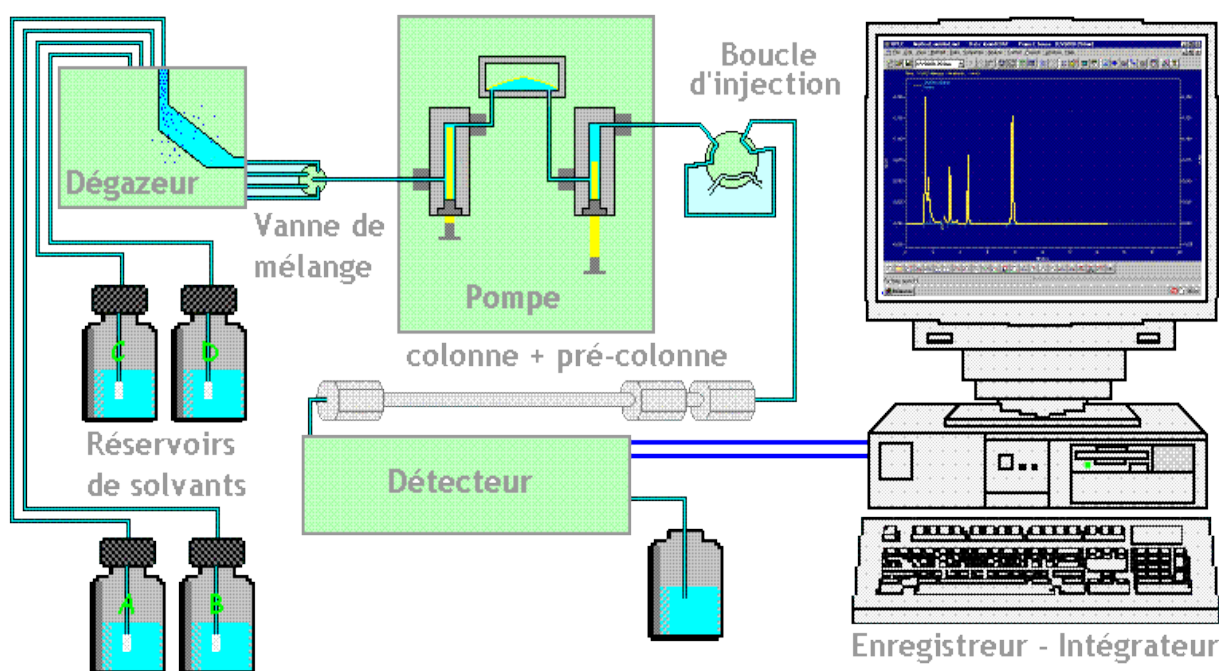 Boucle
d'injection
Dégazeur
Vanne de
mélange
Pompe
colonne + pré-colonne
C
D
Réservoirs
de solvants
Détecteur
A
B
Enregistreur - Intégrateur